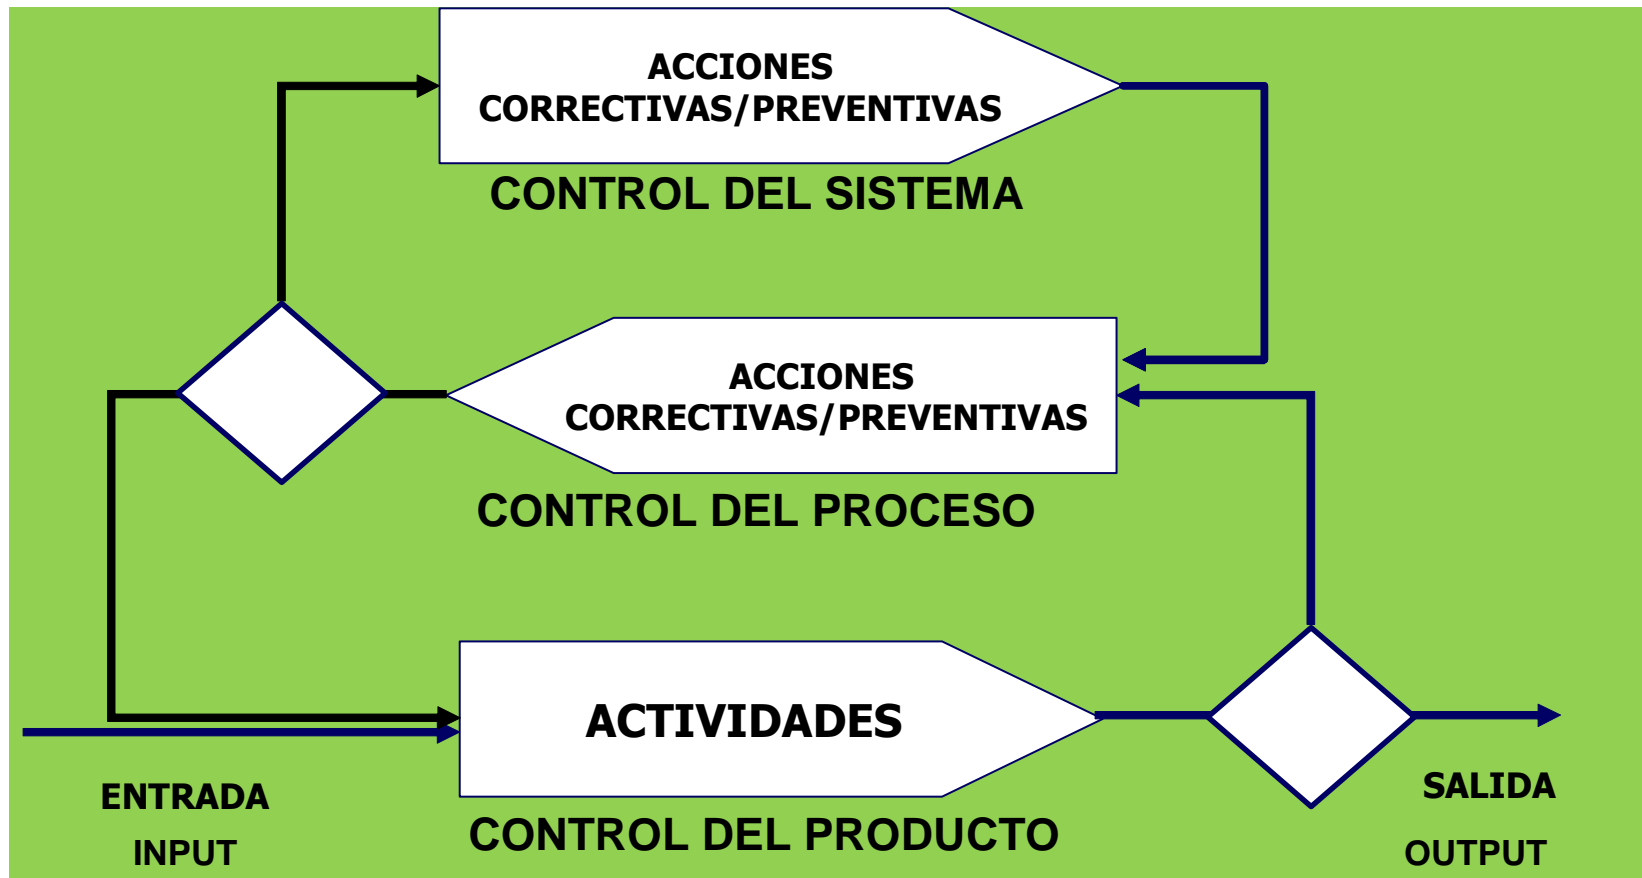 ACCIONES
CORRECTIVAS/PREVENTIVAS
CONTROL DEL SISTEMA
ACCIONES
CORRECTIVAS/PREVENTIVAS
CONTROL DEL PROCESO
ACTIVIDADES
CONTROL DEL PRODUCTO
ENTRADA
INPUT
SALIDA
OUTPUT